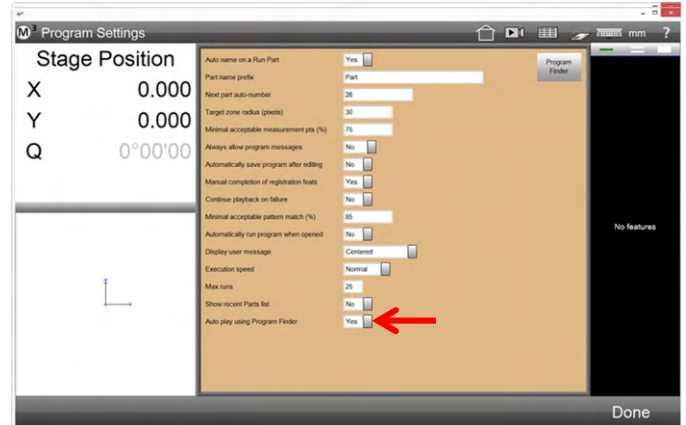 M³ Program Settings
mm ?
Stage Position
X 0.000
Y 0.000
Q 0°00'00
Auto name on a Run Part Yes
Part name prefix Part
Next part auto-number 26
Target zone radius (pixels) 30
Minimal acceptable measurement pts (%) 75
Always allow program messages No
Automatically save program after editing No
Manual completion of registration feats Yes
Continue playback on failure No
Minimal acceptable pattern match (%) 85
Automatically run program when opened No
Display user message Centered
Execution speed Normal
Max runs 25
Show recent Parts list No
Auto play using Program Finder Yes
Program
Finder
No features
Done